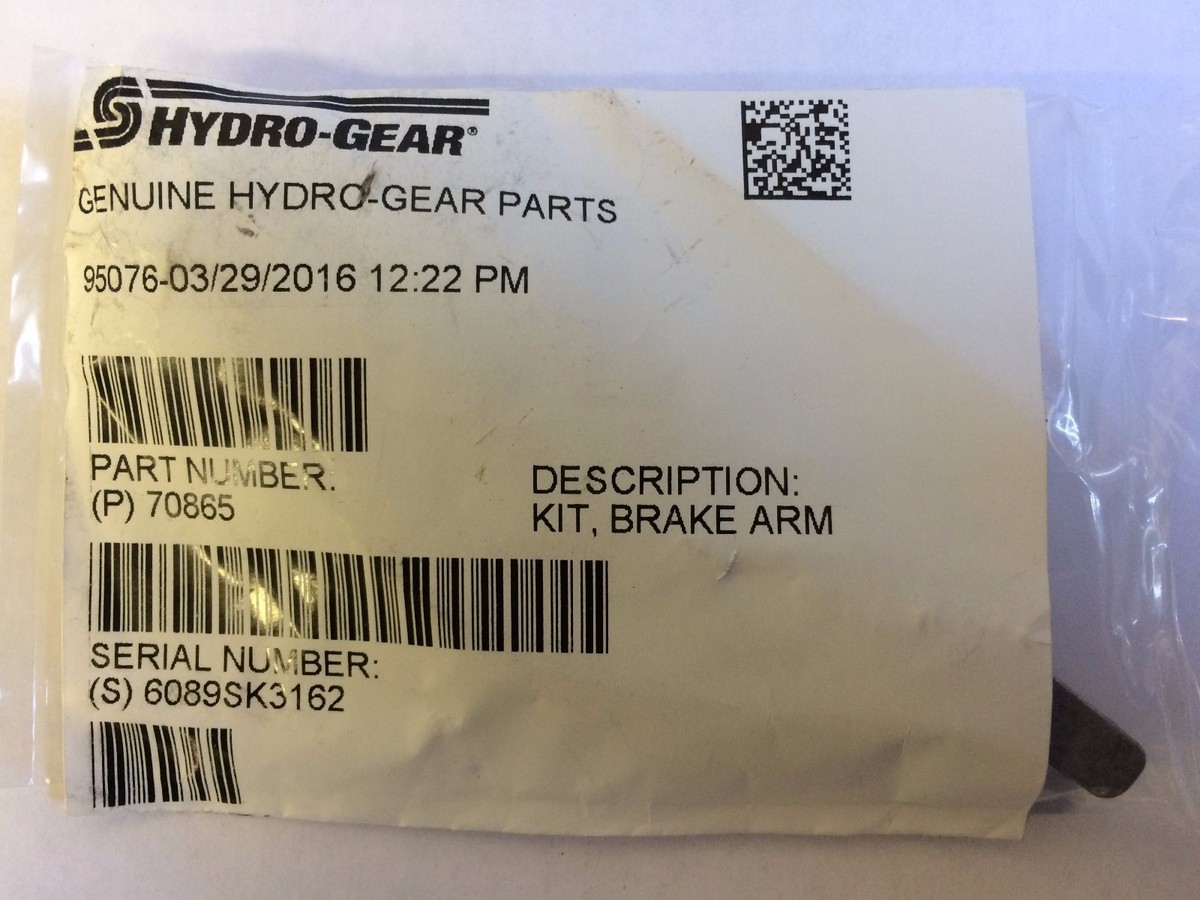 HYDRO-GEAR®
GENUINE HYDRO-GEAR PARTS
95076-03/29/2016 12:22 PM
PART NUMBER:
(P) 70865
DESCRIPTION:
KIT, BRAKE ARM
SERIAL NUMBER:
(S) 6089SK3162